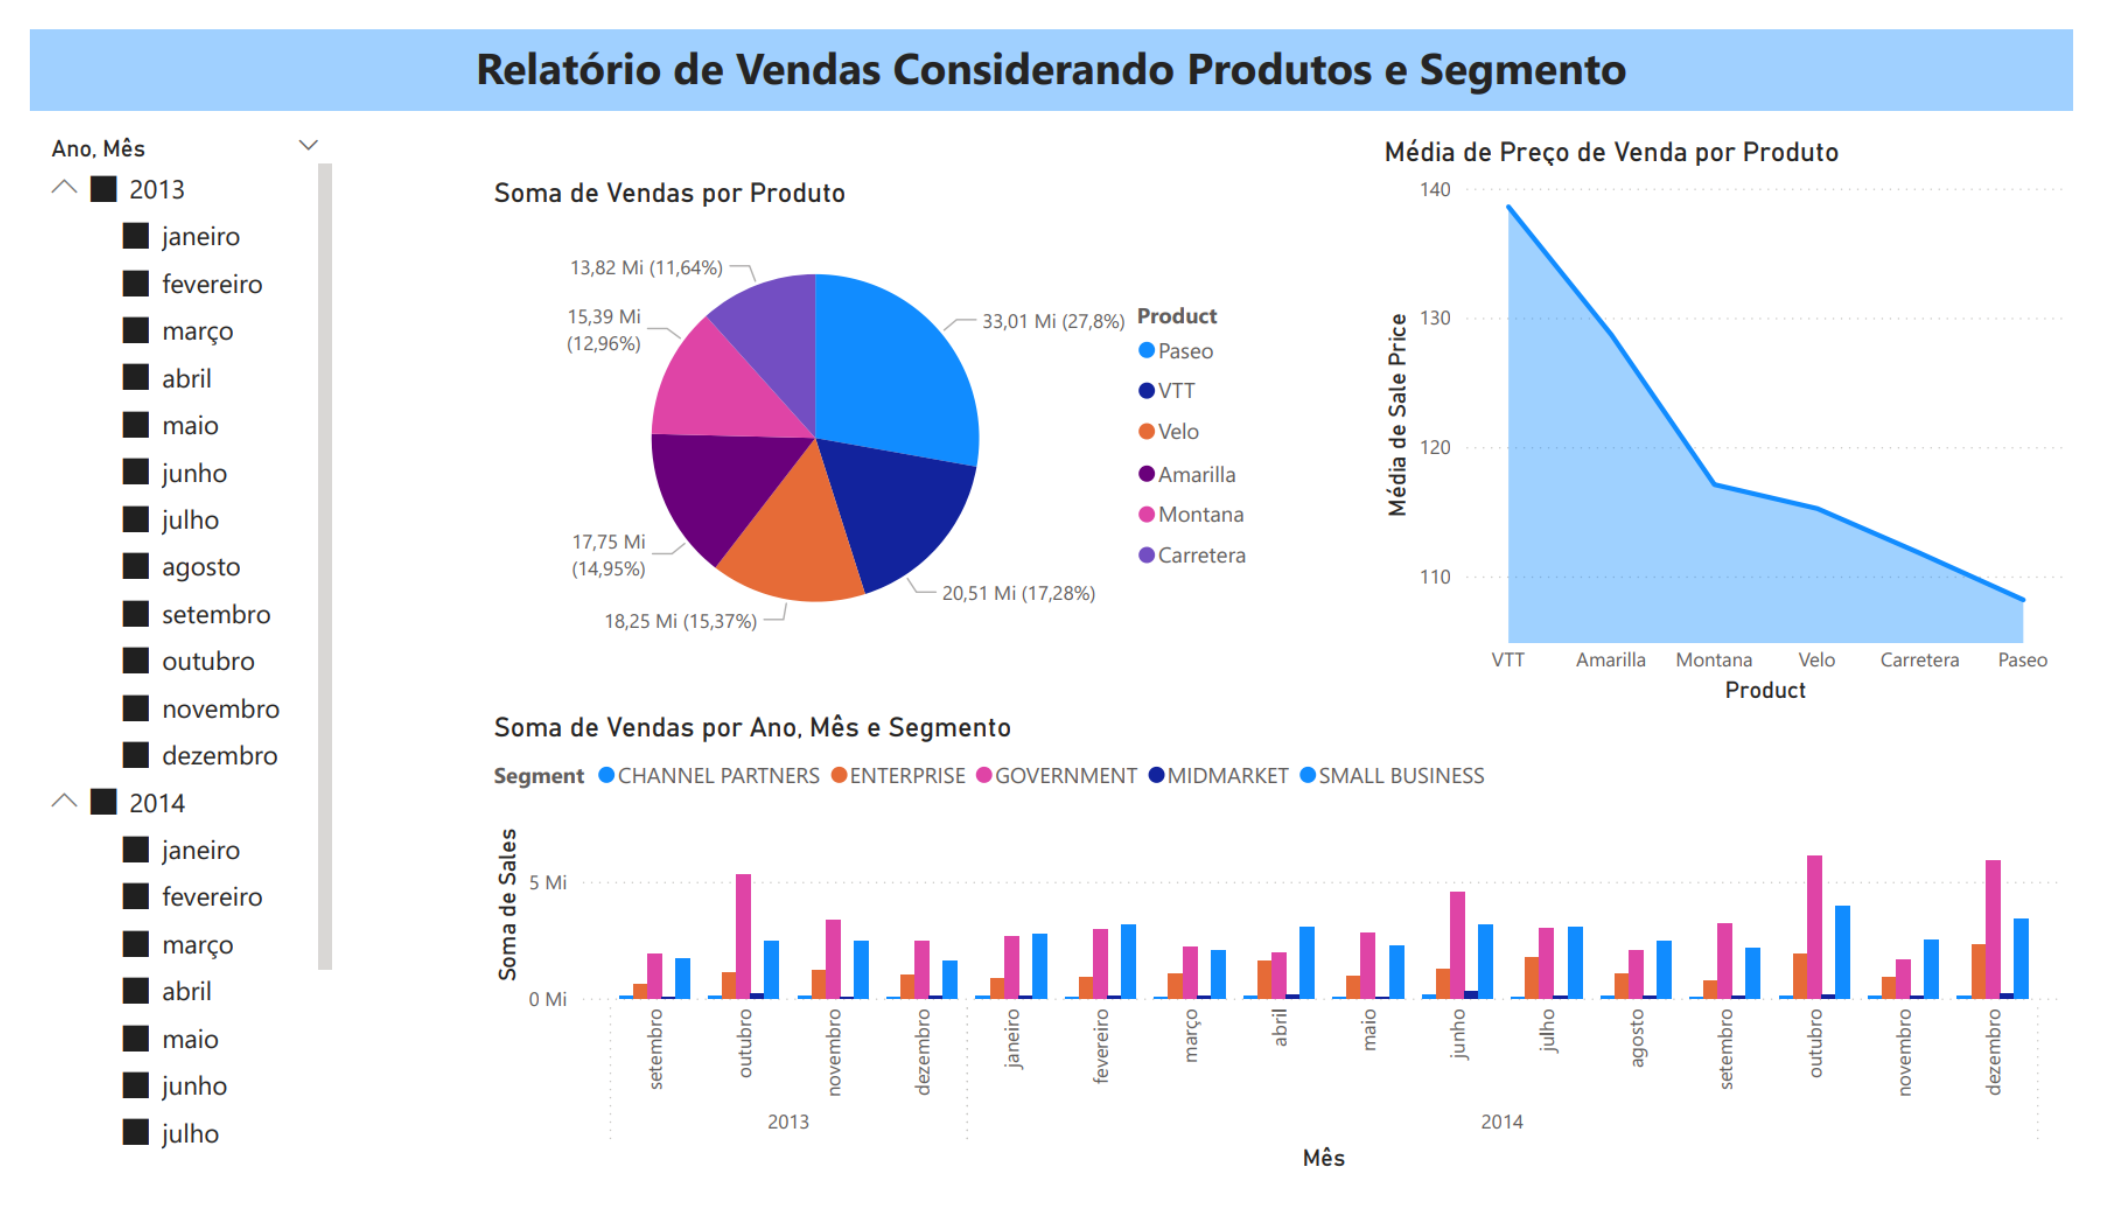 Relatório de Vendas Considerando Produtos e Segmento
Ano, Mês
2013
janeiro
fevereiro
março
abril
maio
junho
julho
agosto
setembro
outubro
novembro
dezembro
2014
janeiro
fevereiro
março
abril
maio
junho
julho
Soma de Vendas por Produto
13,82 Mi (11,64%)
15,39 Mi
(12,96%)
33,01 Mi (27,8%)
17,75 Mi
(14,95%)
18,25 Mi (15,37%)
20,51 Mi (17,28%)
Product
Paseo
VTT
Velo
Amarilla
Montana
Carretera
Média de Preço de Venda por Produto
Média de Sale Price
140
130
120
110
VTT Amarilla Montana Velo Carretera Paseo
Product
Soma de Vendas por Ano, Mês e Segmento
Segment CHANNEL PARTNERS ENTERPRISE GOVERNMENT MIDMARKET SMALL BUSINESS
Soma de Sales
5 Mi
0 Mi
setembro outubro novembro dezembro janeiro fevereiro março abril maio junho julho agosto setembro outubro novembro dezembro
2013 2014
Mês